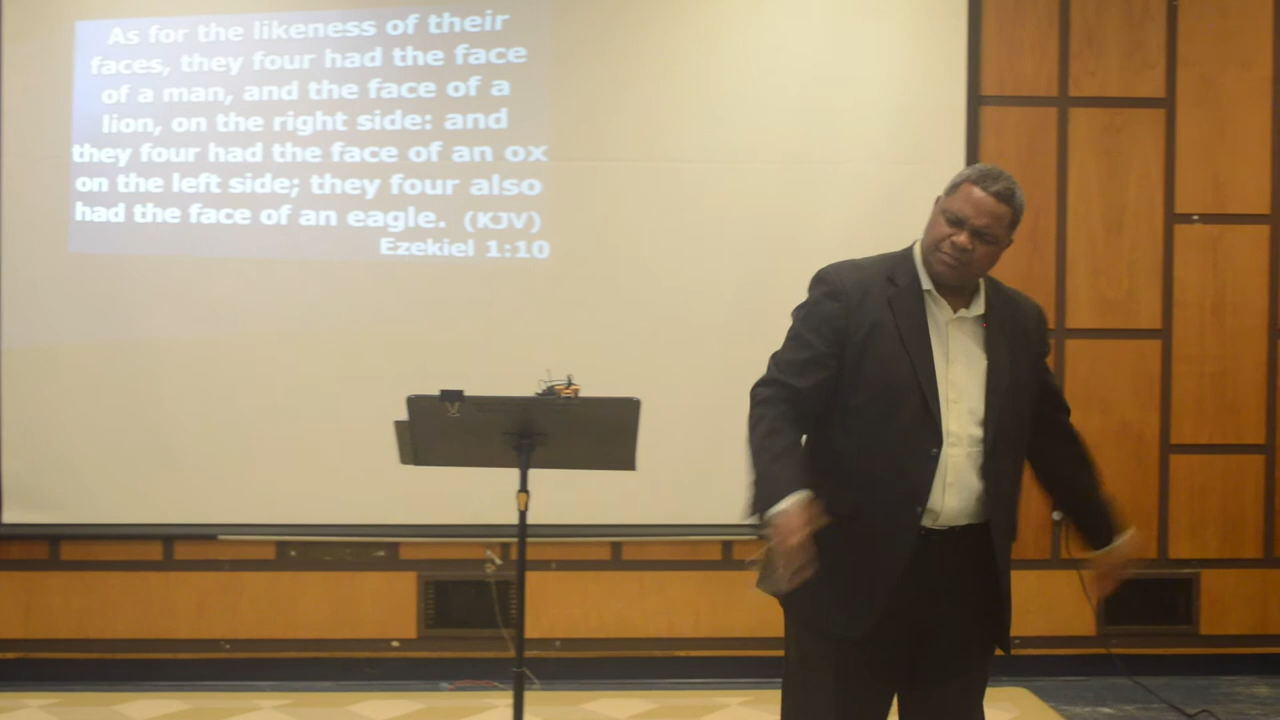 As for the likeness of their
faces, they four had the face
of a man, and the face of a
lion, on the right side: and
they four had the face of an ox
on the left side; they four also
had the face of an eagle. (KJV)
Ezekiel 1:10